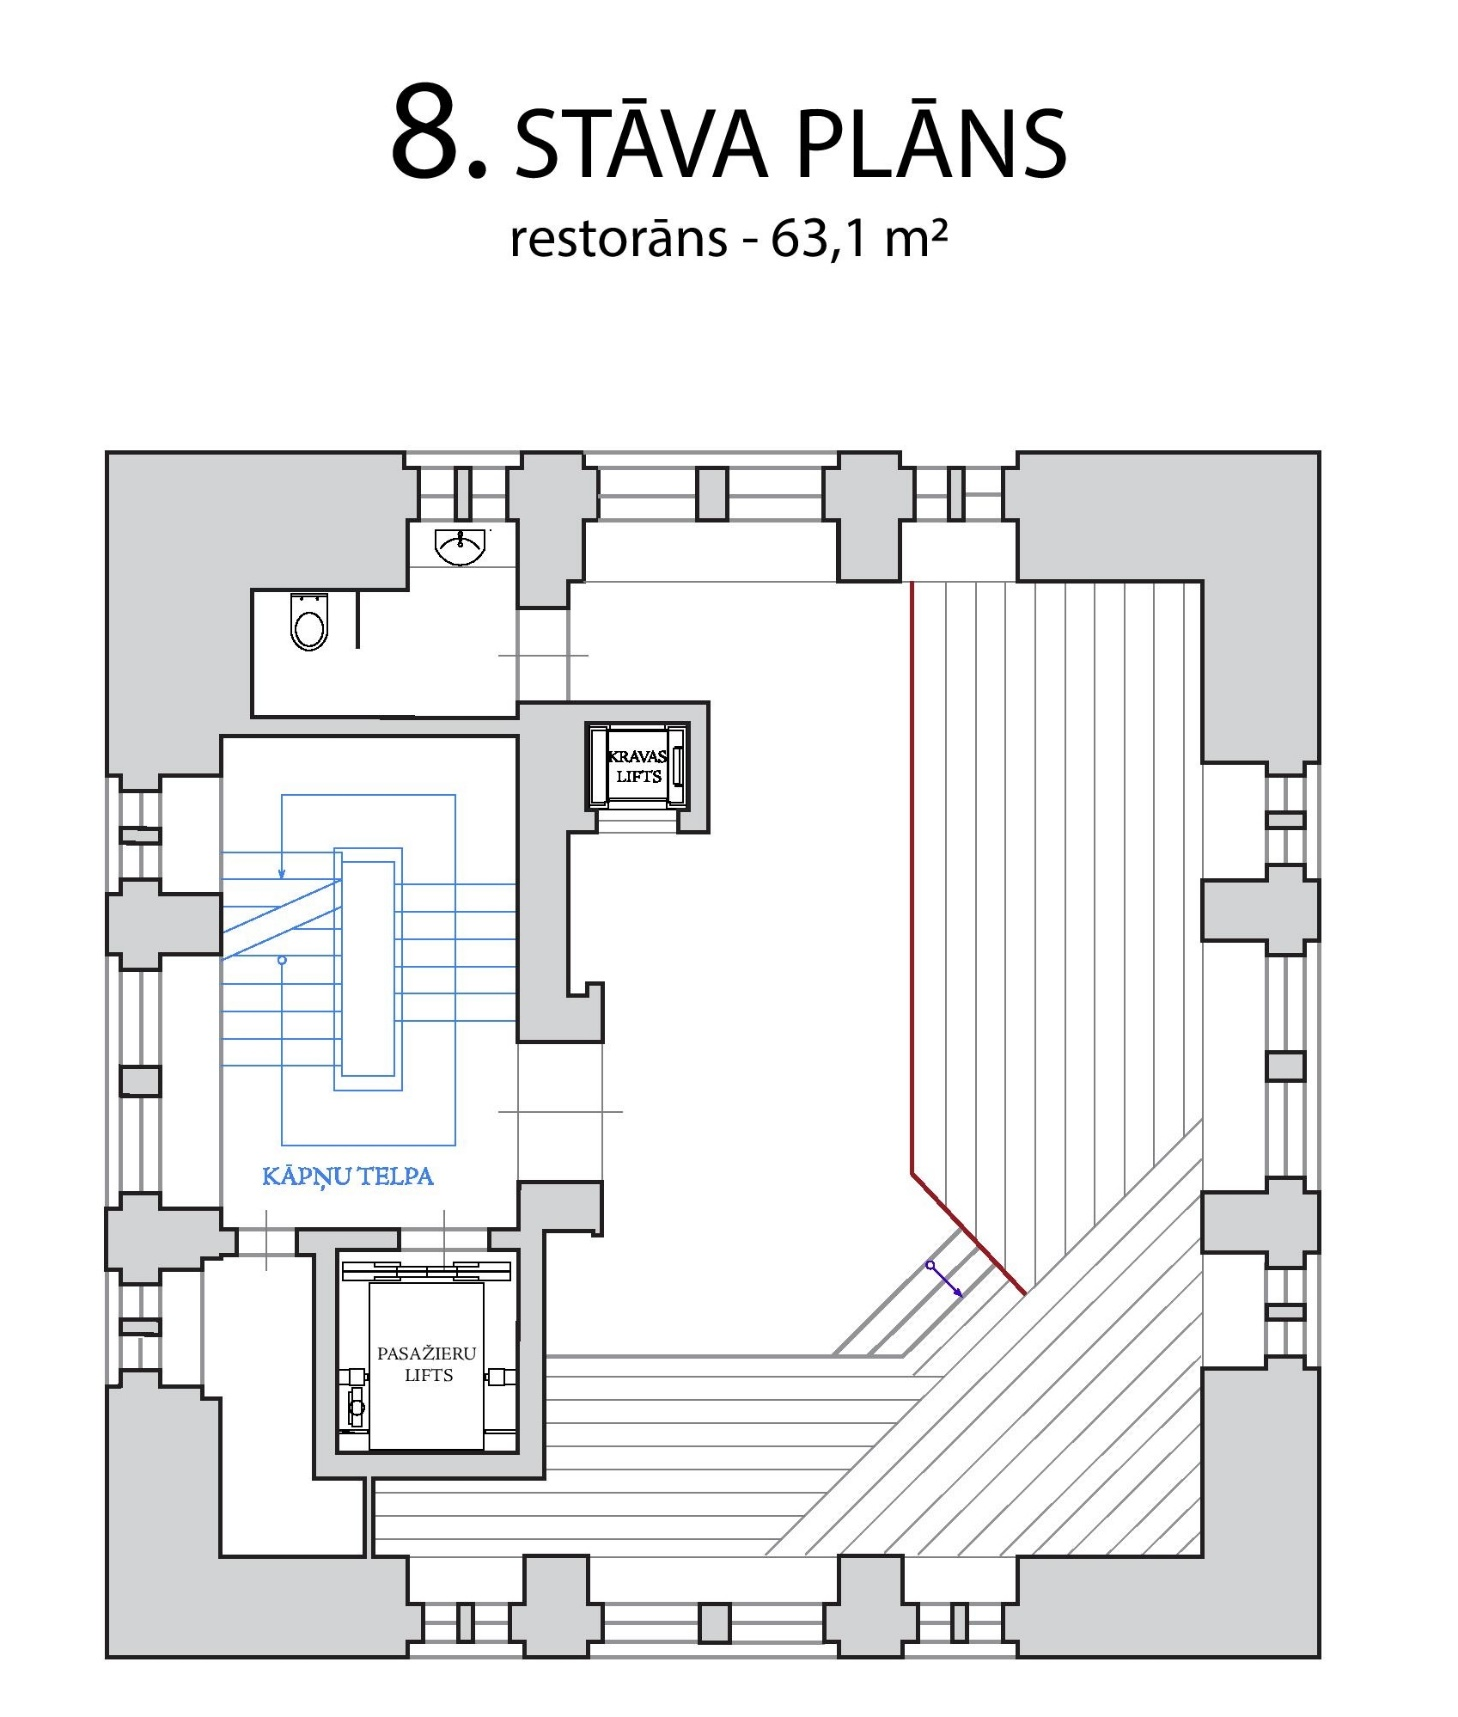 8. STĀVA PLĀNS
restorāns - 63,1 m²
KRAVAS
LIFTS
KĀPŅU TELPA
PASAŽIERU
LIFTS